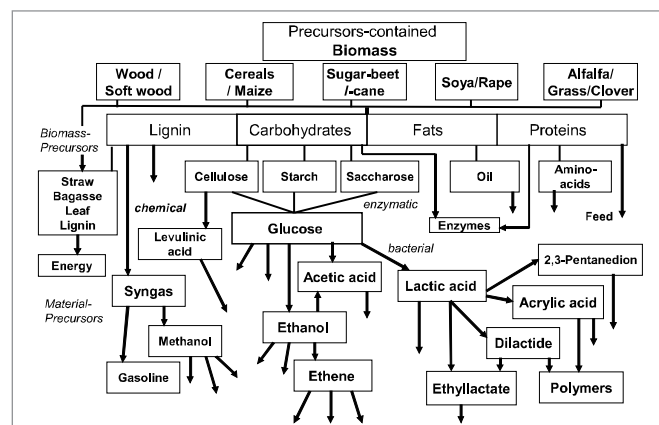 Precursors-contained
Biomass
Wood /
Soft wood
Cereals
/ Maize
Sugar-beet
/-cane
Soya/Rape
Alfalfa/
Grass/Clover
Biomass-
Precursors
Lignin
Carbohydrates
Fats
Proteins
Straw
Bagasse
Leaf
Lignin
Cellulose
Starch
Saccharose
Oil
Amino-
acids
chemical
enzymatic
Enzymes
Feed
Levulinic
acid
Glucose
bacterial
Energy
Acetic acid
Lactic acid
2,3-Pentanedion
Material-
Precursors
Syngas
Acrylic acid
Methanol
Ethanol
Dilactide
Gasoline
Ethene
Ethyllactate
Polymers